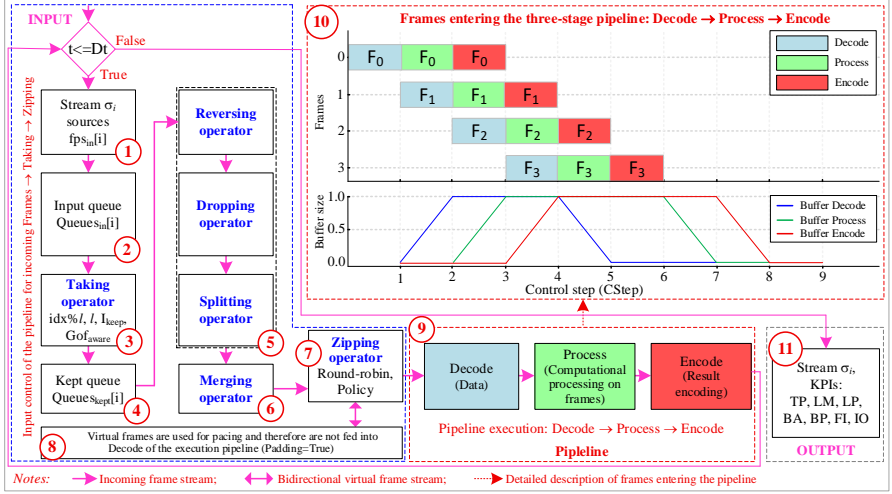 INPUT
t<=Dt
False
True
Stream σi
sources
fpsin[i]
1
Input queue
Queuesin[i]
2
Taking
operator
idx%l, l, Ikeep,
Gofaware
3
Kept queue
Queueskept[i]
4
Input control of the pipeline for incoming Frames → Taking → Zipping
Reversing
operator
Dropping
operator
Splitting
operator
5
Merging
operator
6
7
Zipping
operator
Round-robin,
Policy
8
Virtual frames are used for pacing and therefore are not fed into
Decode of the execution pipeline (Padding=True)
9
Decode
(Data)
Process
(Computational
processing on
frames)
Encode
(Result
encoding)
Pipeline execution: Decode → Process → Encode
Pipleline
10
Frames entering the three-stage pipeline: Decode → Process → Encode
Frames
0
F0 F0 F0
1
F1 F1 F1
2
F2 F2 F2
3
F3 F3 F3
Decode
Process
Encode
Buffer size
1.0
0.5
0.0
Buffer Decode
Buffer Process
Buffer Encode
1 2 3 4 5 6 7 8 9
Control step (CStep)
11
Stream σi,
KPIs:
TP, LM, LP,
BA, BP, FI, IO
OUTPUT
Notes:
Incoming frame stream;
Bidirectional virtual frame stream;
Detailed description of frames entering the pipeline